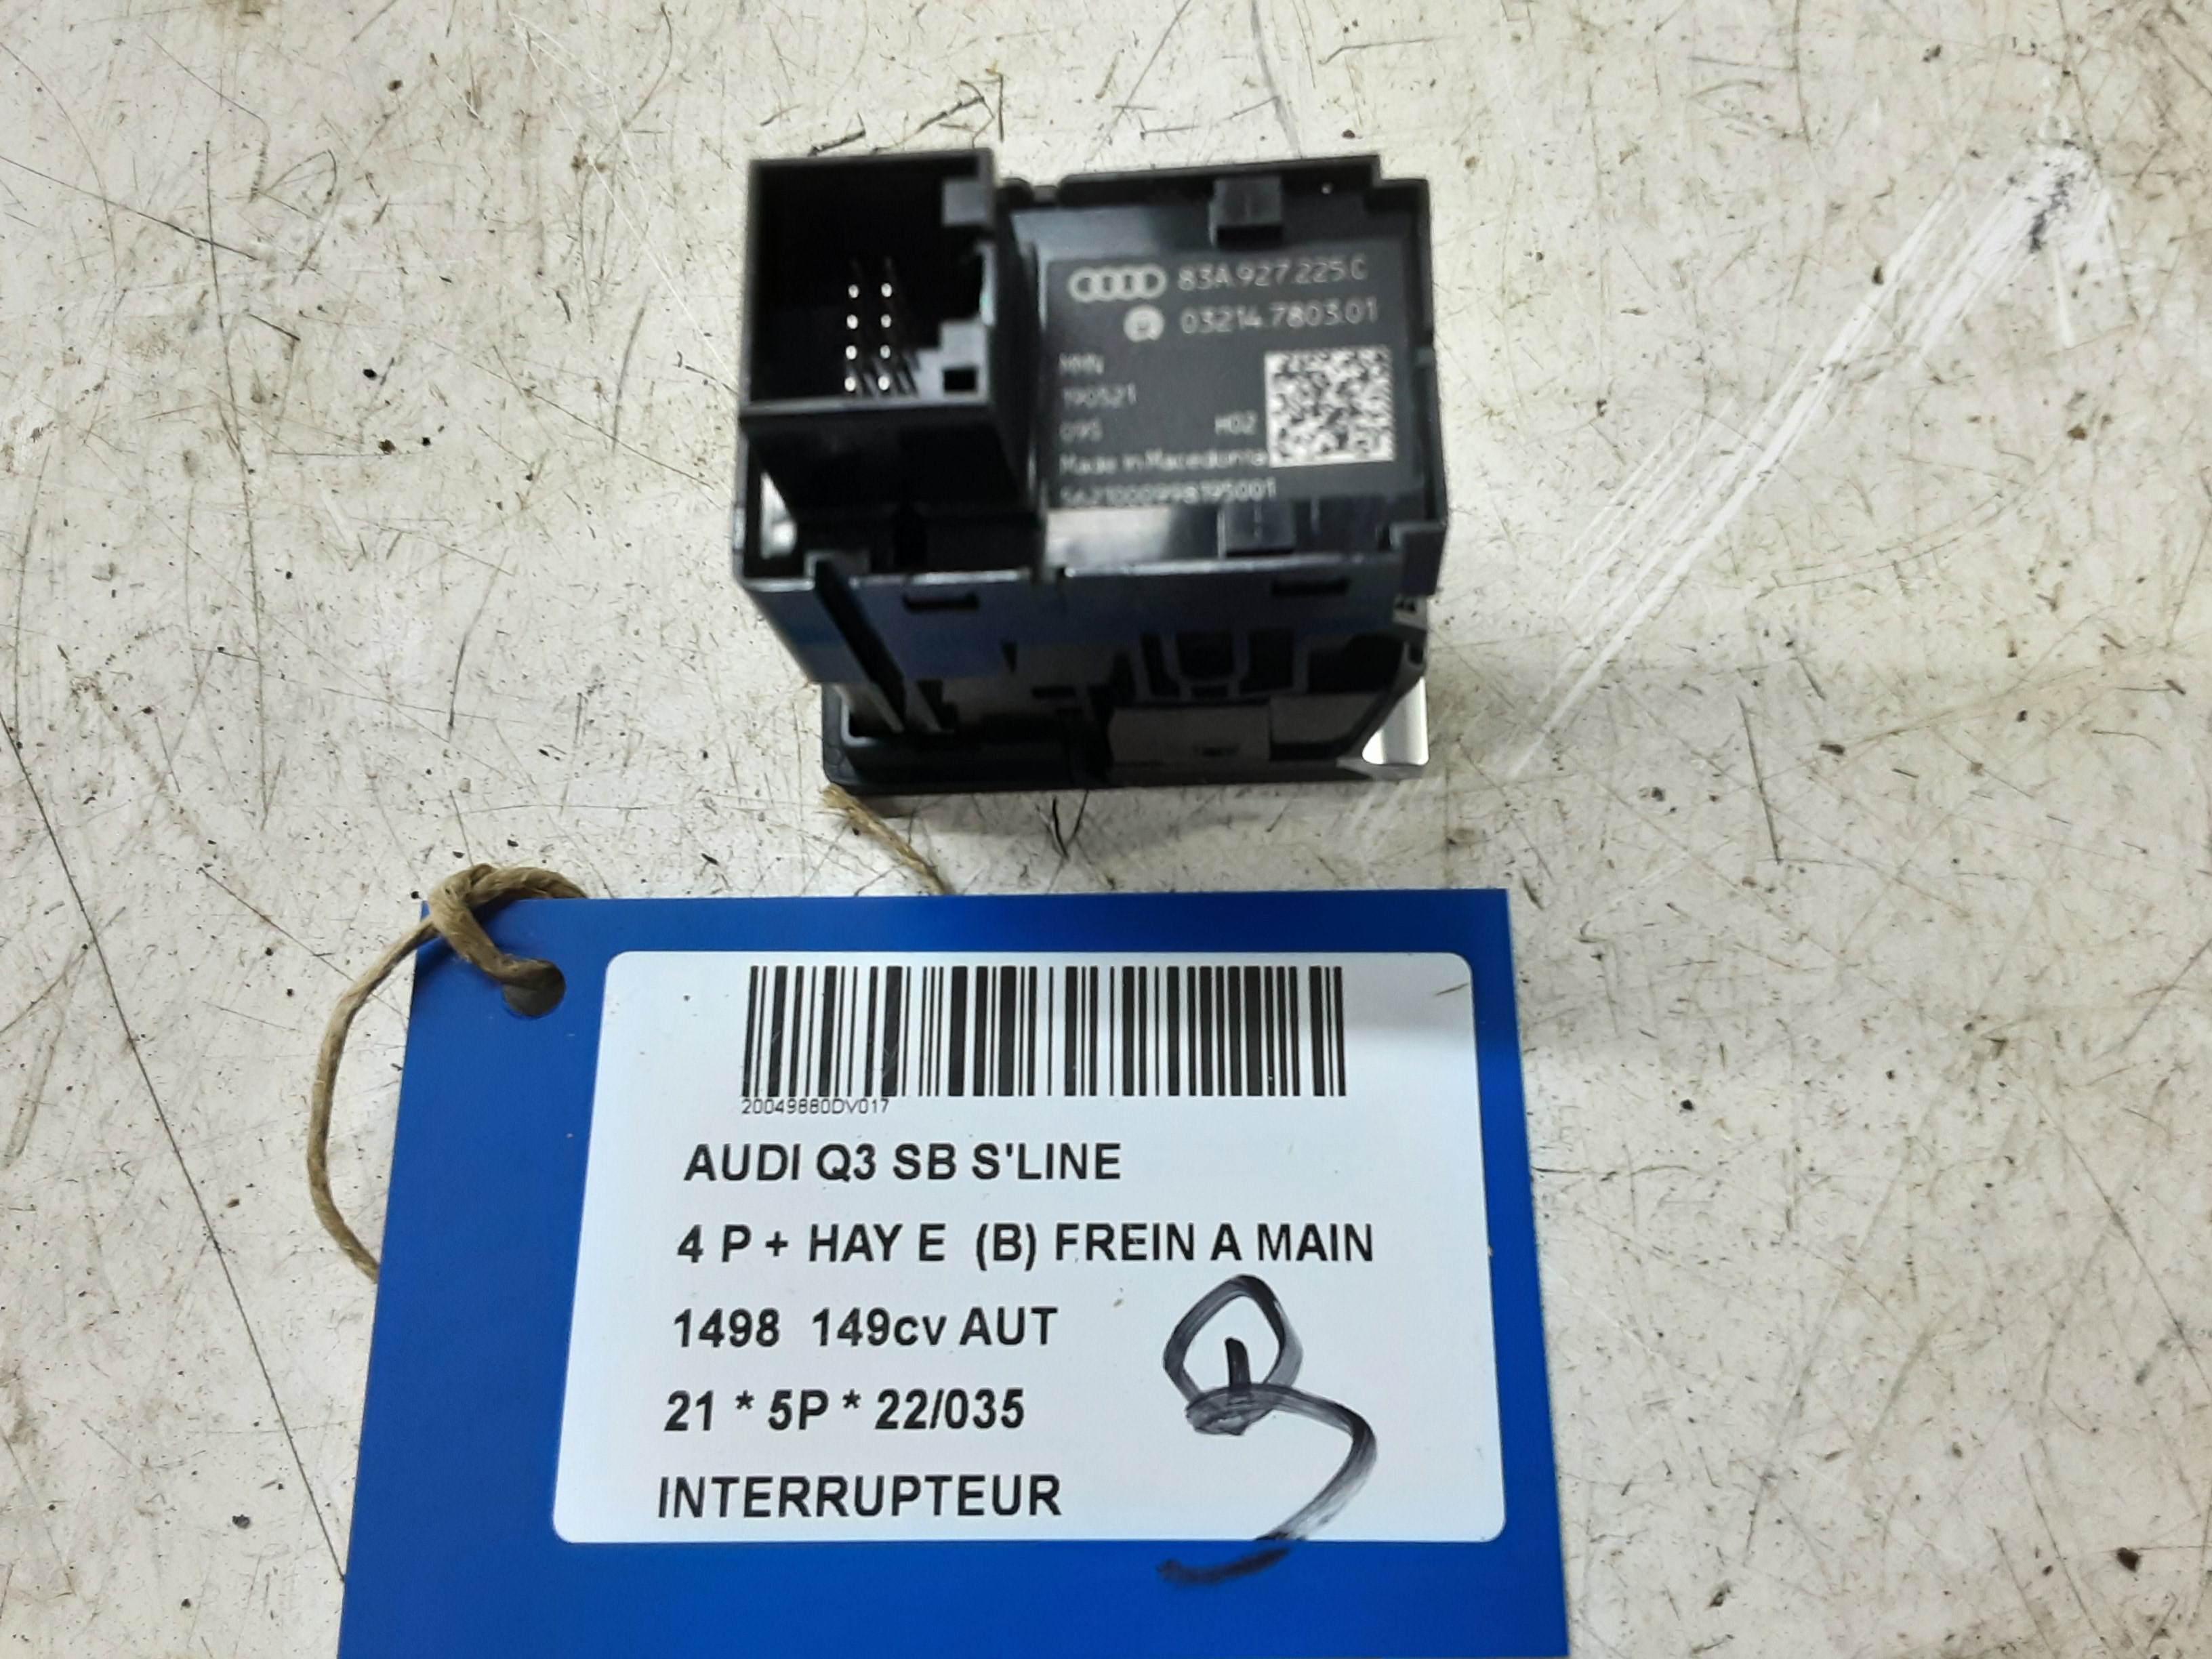 83A.927.225.C
03214.7803.01
190521
095 H02
Made in Macedonia
20049880DV017
AUDI Q3 SB S'LINE
4 P + HAY E (B) FREIN A MAIN
1498 149cv AUT
21 * 5P * 22/035
INTERRUPTEUR